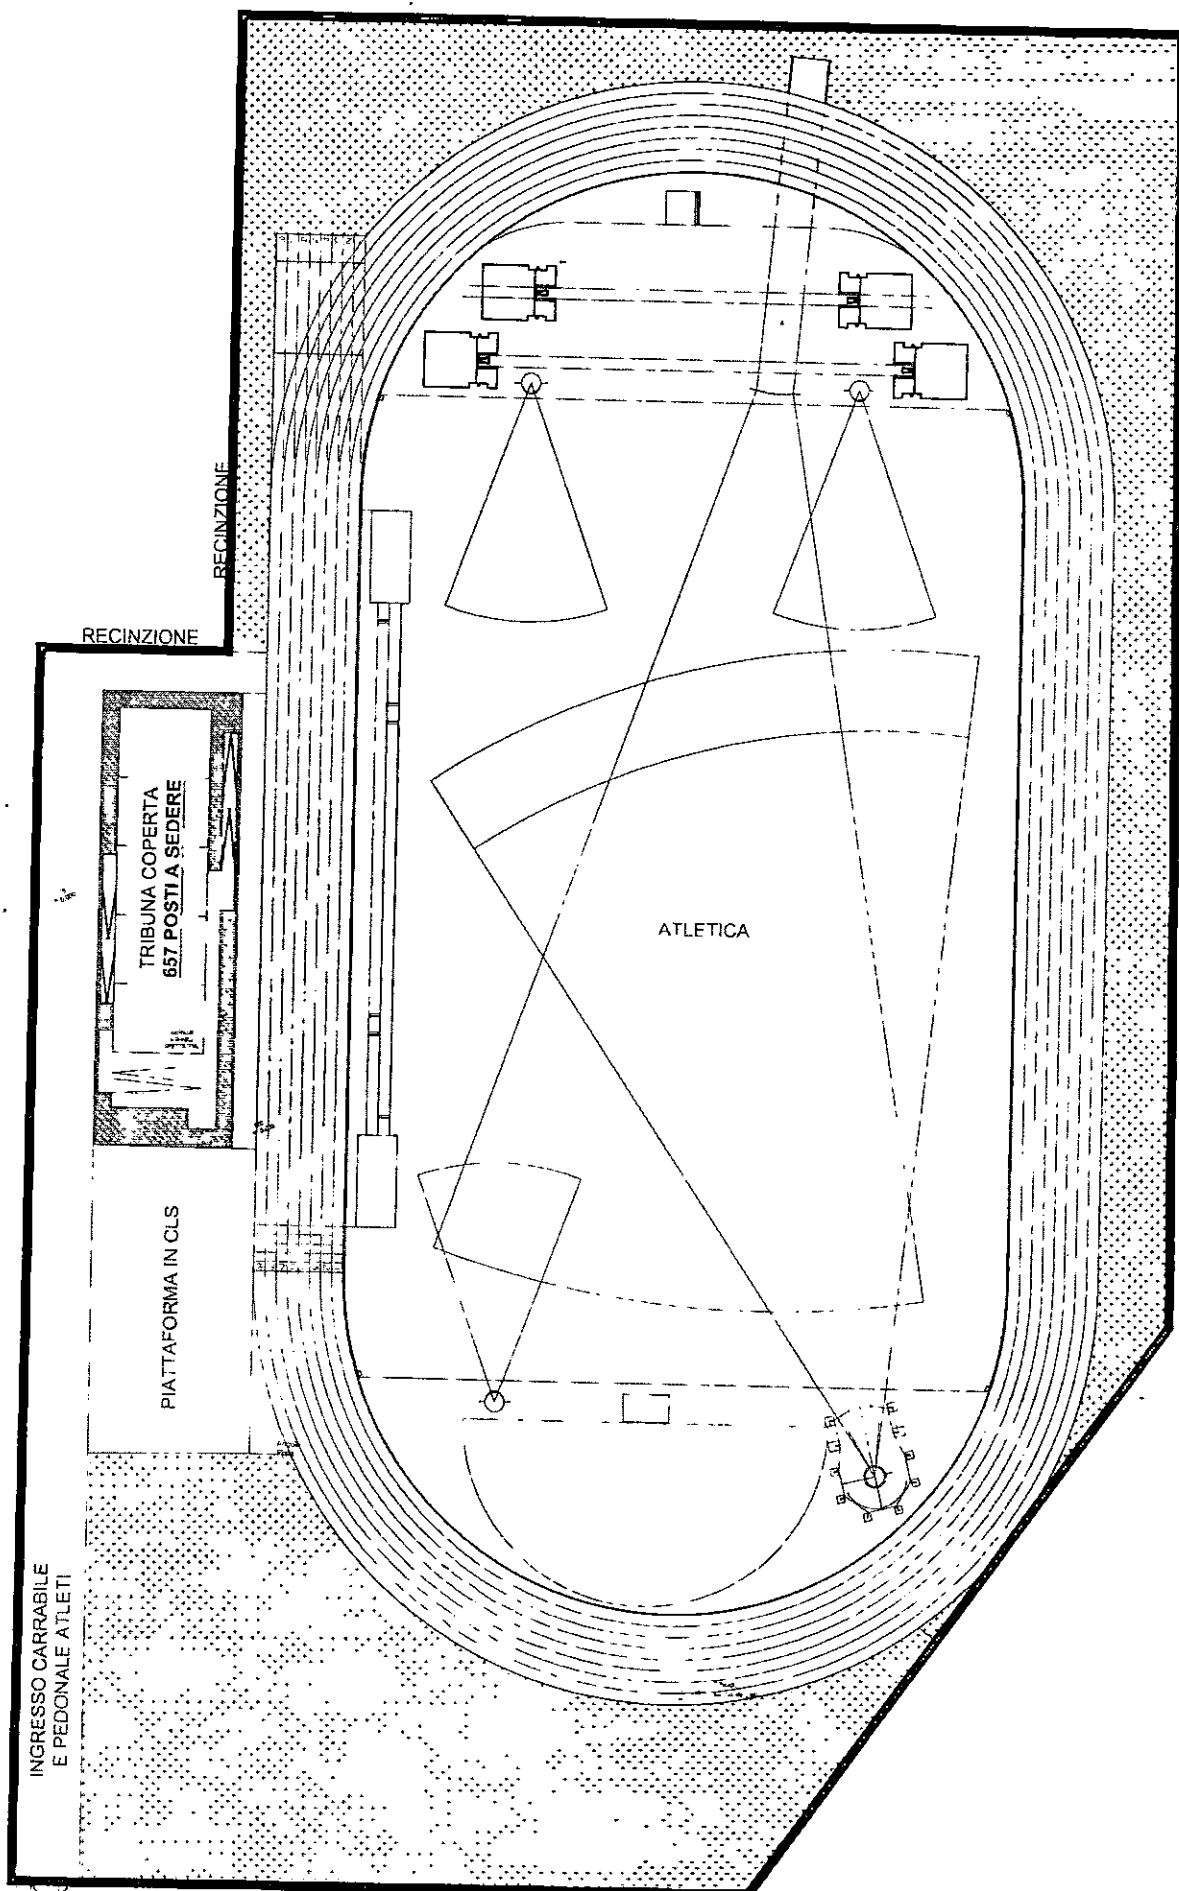 RECINZIONE
RECINZIONE
TRIBUNA COPERTA
657 POSTI A SEDERE
ATLETICA
PIATTAFORMA IN CLS
INGRESSO CARRABILE
E PEDONALE ATLETI